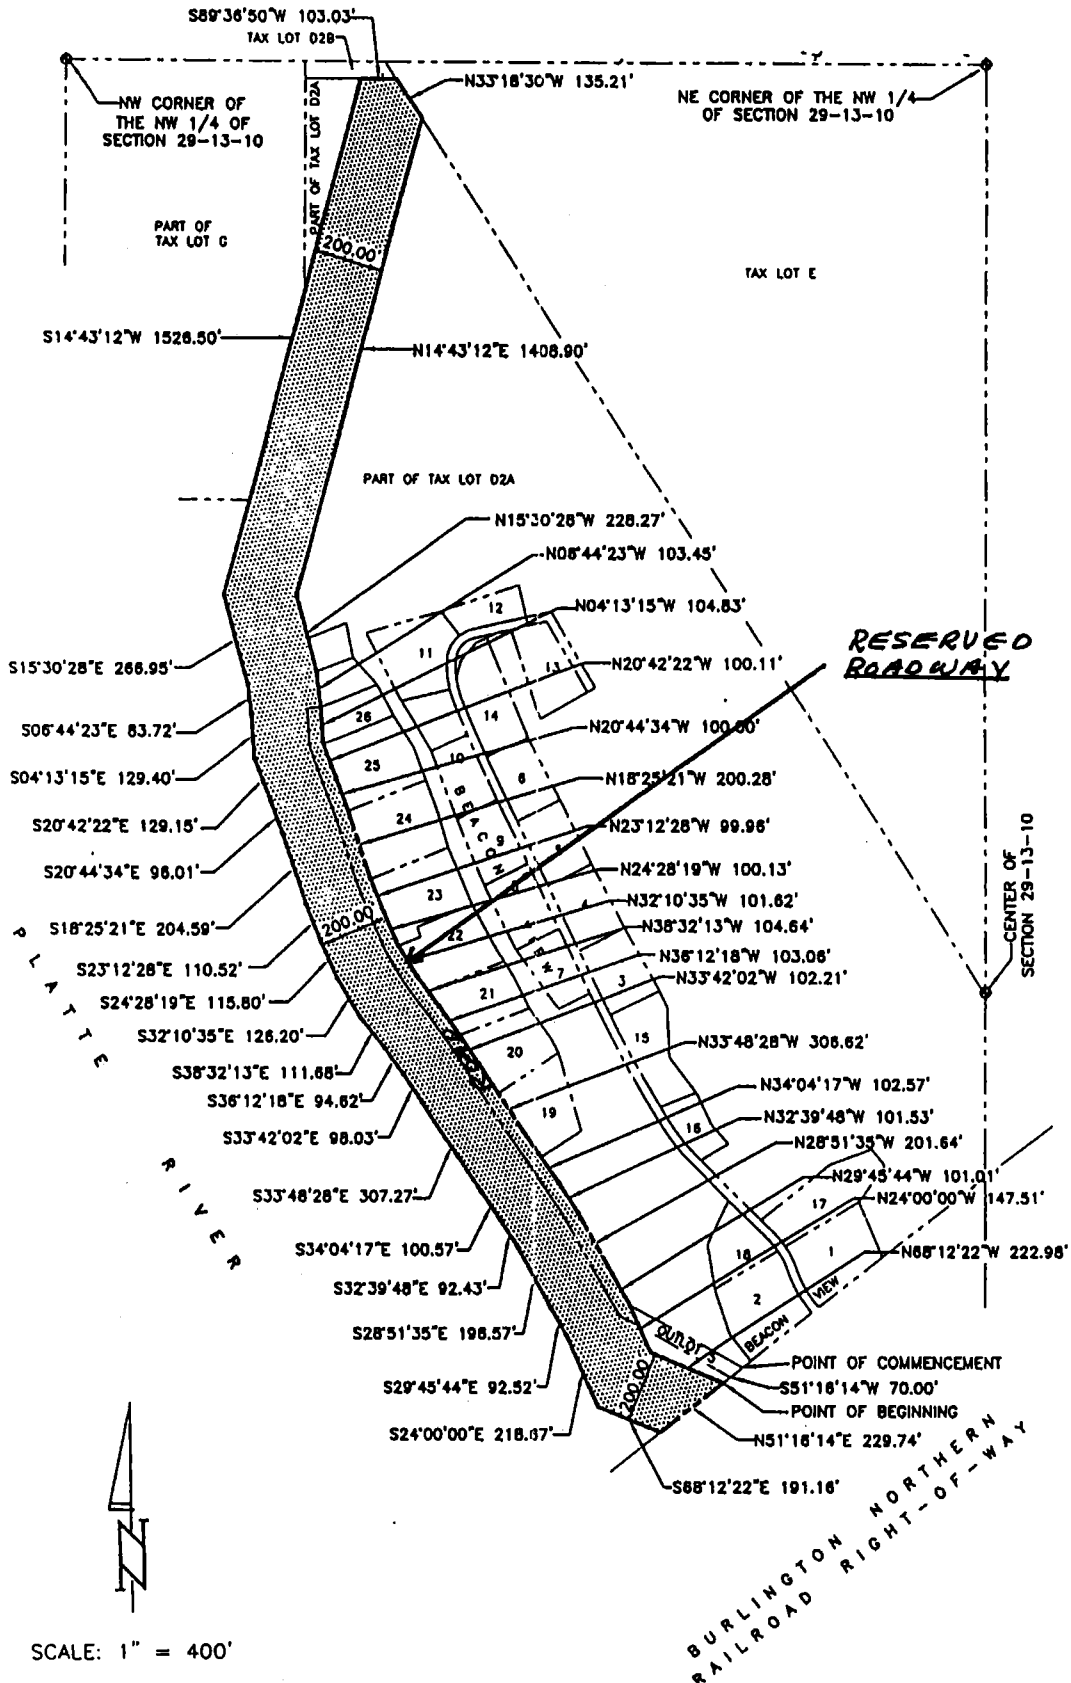 S89°36'50"W 103.03'
TAX LOT D2B
N33°18'30"W 135.21'
NW CORNER OF
THE NW 1/4 OF
SECTION 29-13-10
NE CORNER OF THE NW 1/4
OF SECTION 29-13-10
PART OF TAX LOT D2A
PART OF
TAX LOT G
200.00'
TAX LOT E
S14°43'12"W 1526.50'
N14°43'12"E 1408.90'
PART OF TAX LOT D2A
N15°30'28"W 228.27'
N06°44'23"W 103.45'
N04°13'15"W 104.83'
RESERVED
ROADWAY
S15°30'28"E 266.95'
N20°42'22"W 100.11'
S06°44'23"E 83.72'
N20°44'34"W 100.00'
S04°13'15"E 129.40'
N18°25'21"W 200.28'
S20°42'22"E 129.15'
N23°12'28"W 99.96'
S20°44'34"E 96.01'
N24°28'19"W 100.13'
N32°10'35"W 101.62'
S18°25'21"E 204.59'
200.00
N38°32'13"W 104.64'
S23°12'28"E 110.52'
N36°12'18"W 103.06'
S24°28'19"E 115.80'
N33°42'02"W 102.21'
S32°10'35"E 126.20'
N33°48'28"W 306.62'
S38°32'13"E 111.68'
S36°12'18"E 94.62'
N34°04'17"W 102.57'
S33°42'02"E 98.03'
N32°39'48"W 101.53'
N28°51'35"W 201.64'
S33°48'28"E 307.27'
N29°45'44"W 101.01'
N24°00'00"W 147.51'
S34°04'17"E 100.57'
N68°12'22"W 222.98'
S32°39'48"E 92.43'
S28°51'35"E 196.57'
S29°45'44"E 92.52'
S24°00'00"E 218.67'
12
11
13
26
14
25
10
6
24
9
23
22
7
21
3
20
15
19
16
17
18
1
2
BEACON
VIEW
BEACON VIEW
OUTLOT 3
200.00
POINT OF COMMENCEMENT
S51°16'14"W 70.00'
POINT OF BEGINNING
N51°16'14"E 229.74'
S68°12'22"E 191.16'
CENTER OF
SECTION 29-13-10
PLATTE RIVER
BURLINGTON NORTHERN
RAILROAD RIGHT-OF-WAY
N
SCALE: 1" = 400'